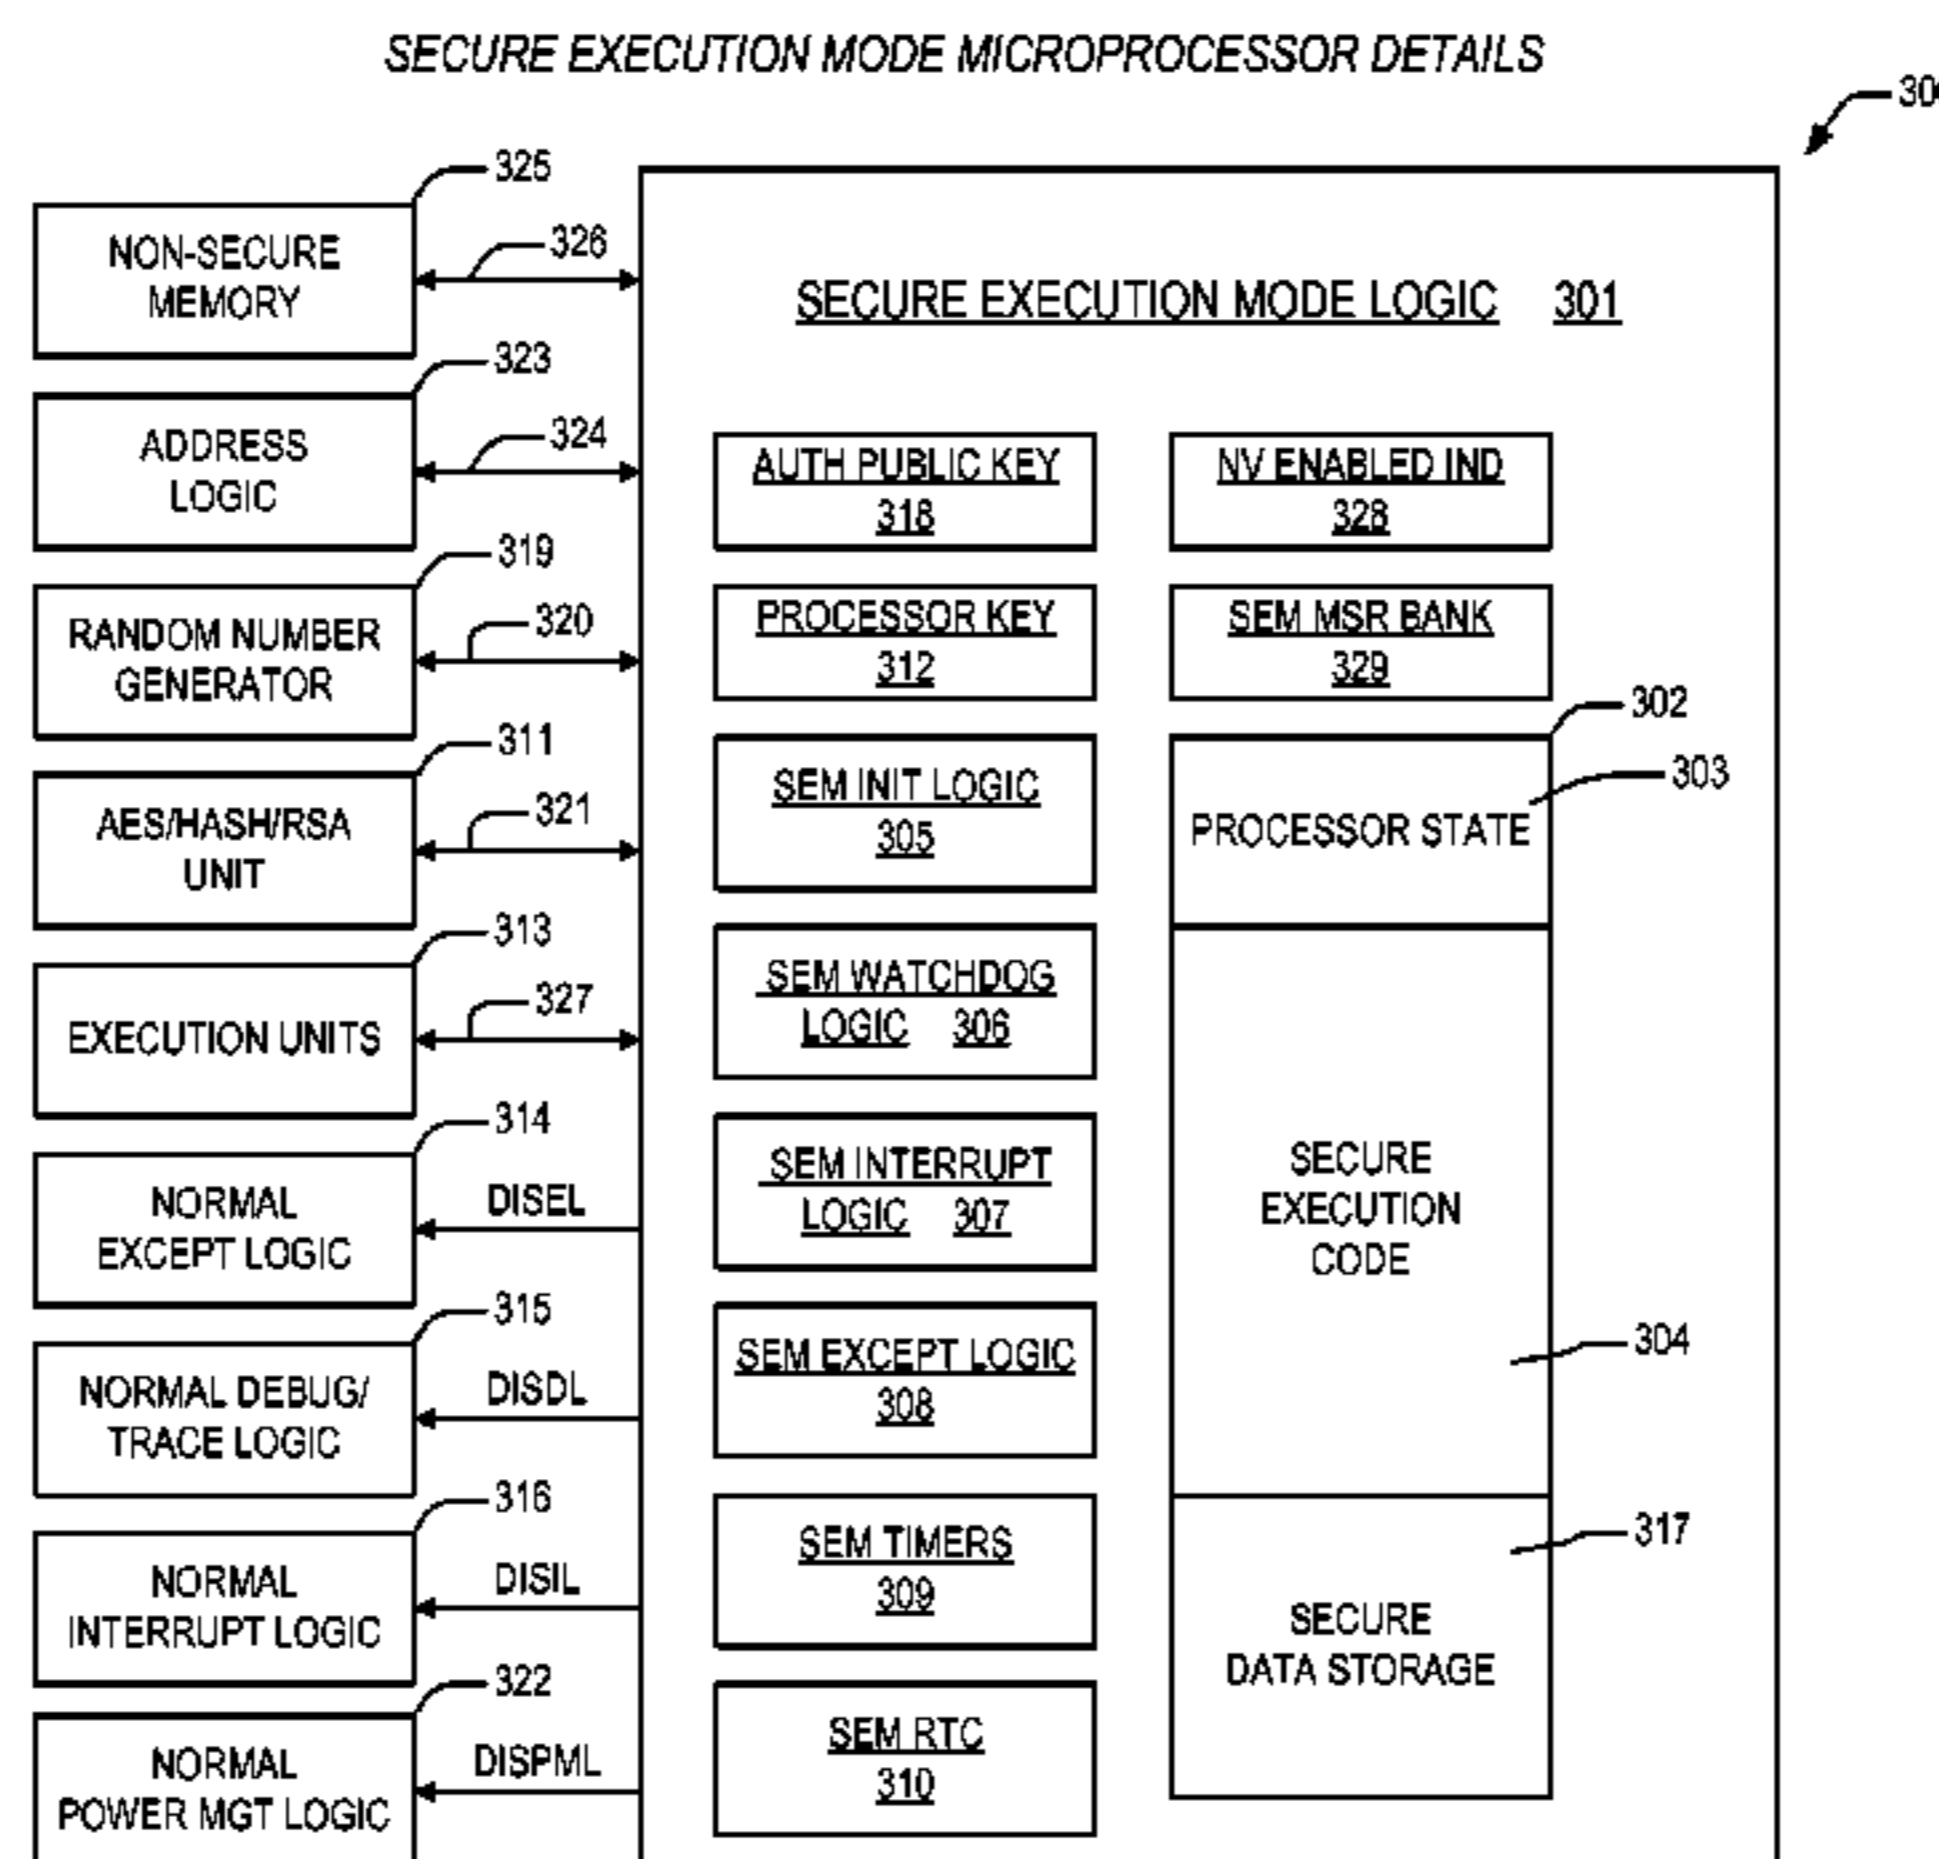 SECURE EXECUTION MODE MICROPROCESSOR DETAILS
325
NON-SECURE
MEMORY
326
323
ADDRESS
LOGIC
324
319
RANDOM NUMBER
GENERATOR
320
311
AES/HASH/RSA
UNIT
321
313
EXECUTION UNITS
327
314
NORMAL
EXCEPT LOGIC
DISEL
315
NORMAL DEBUG/
TRACE LOGIC
DISDL
316
NORMAL
INTERRUPT LOGIC
DISIL
322
NORMAL
POWER MGT LOGIC
DISPML
SECURE EXECUTION MODE LOGIC 301
AUTH PUBLIC KEY
318
PROCESSOR KEY
312
SEM INIT LOGIC
305
SEM WATCHDOG
LOGIC 306
SEM INTERRUPT
LOGIC 307
SEM EXCEPT LOGIC
308
SEM TIMERS
309
SEM RTC
310
NV ENABLED IND
328
SEM MSR BANK
329
302
303
PROCESSOR STATE
SECURE
EXECUTION
CODE
304
317
SECURE
DATA STORAGE